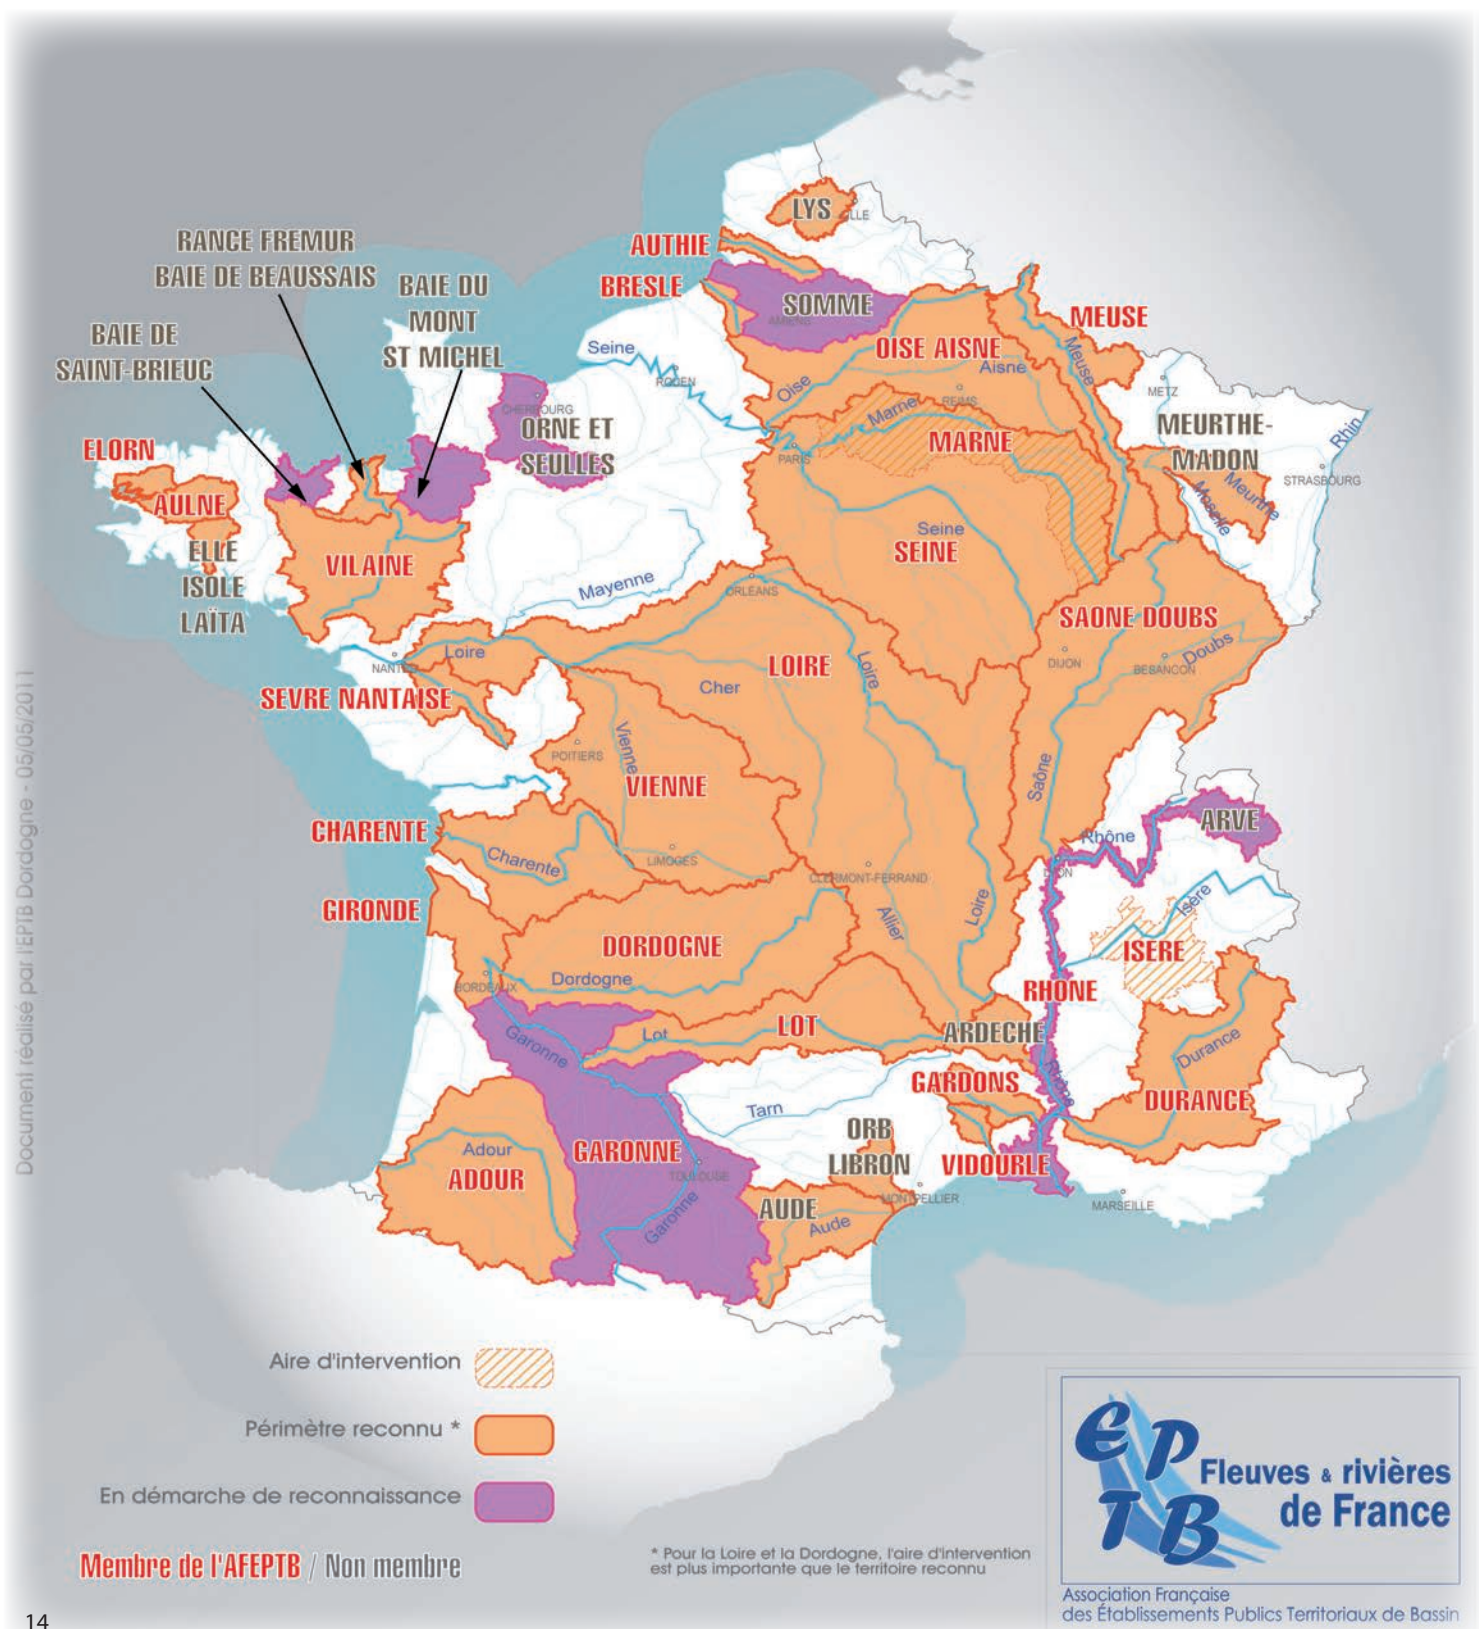 LYS
LLE
AUTHIE
RANCE FREMUR
BAIE DE BEAUSSAIS
BAIE DU
MONT
ST MICHEL
BRESLE
SOMME
AMIENS
MEUSE
BAIE DE
SAINT-BRIEUC
Seine
ROUEN
OISE AISNE
Oise
Aisne
Meuse
REIMS
METZ
CHERBOURG
ORNE ET
SEULLES
Marne
MARNE
PARIS
MEURTHE-
MADON
Meurthe
Moselle
Rhin
STRASBOURG
ELORN
AULNE
ELLE
ISOLE
LAÏTA
VILAINE
Seine
SEINE
Mayenne
ORLÉANS
SAONE DOUBS
DIJON
BESANCON
Doubs
Loire
NANTES
LOIRE
Loire
Cher
SEVRE NANTAISE
Vienne
POITIERS
VIENNE
Saône
ARVE
CHARENTE
Charente
LIMOGES
CLERMONT-FERRAND
Rhône
LYON
Isère
ISERE
GIRONDE
DORDOGNE
Dordogne
Allier
Loire
BORDEAUX
RHONE
Garonne
Lot
LOT
ARDECHE
Rhône
Durance
DURANCE
GARDONS
Tarn
ORB
LIBRON
VIDOURLE
Adour
ADOUR
GARONNE
TOULOUSE
Garonne
AUDE
Aude
MONTPELLIER
MARSEILLE
Document réalisé par l'EPTB Dordogne - 05/05/2011
Aire d'intervention
Périmètre reconnu *
En démarche de reconnaissance
Membre de l'AFEPTB / Non membre
* Pour la Loire et la Dordogne, l'aire d'intervention
est plus importante que le territoire reconnu
EPTB
Fleuves & rivières
de France
Association Française
des Établissements Publics Territoriaux de Bassin
14